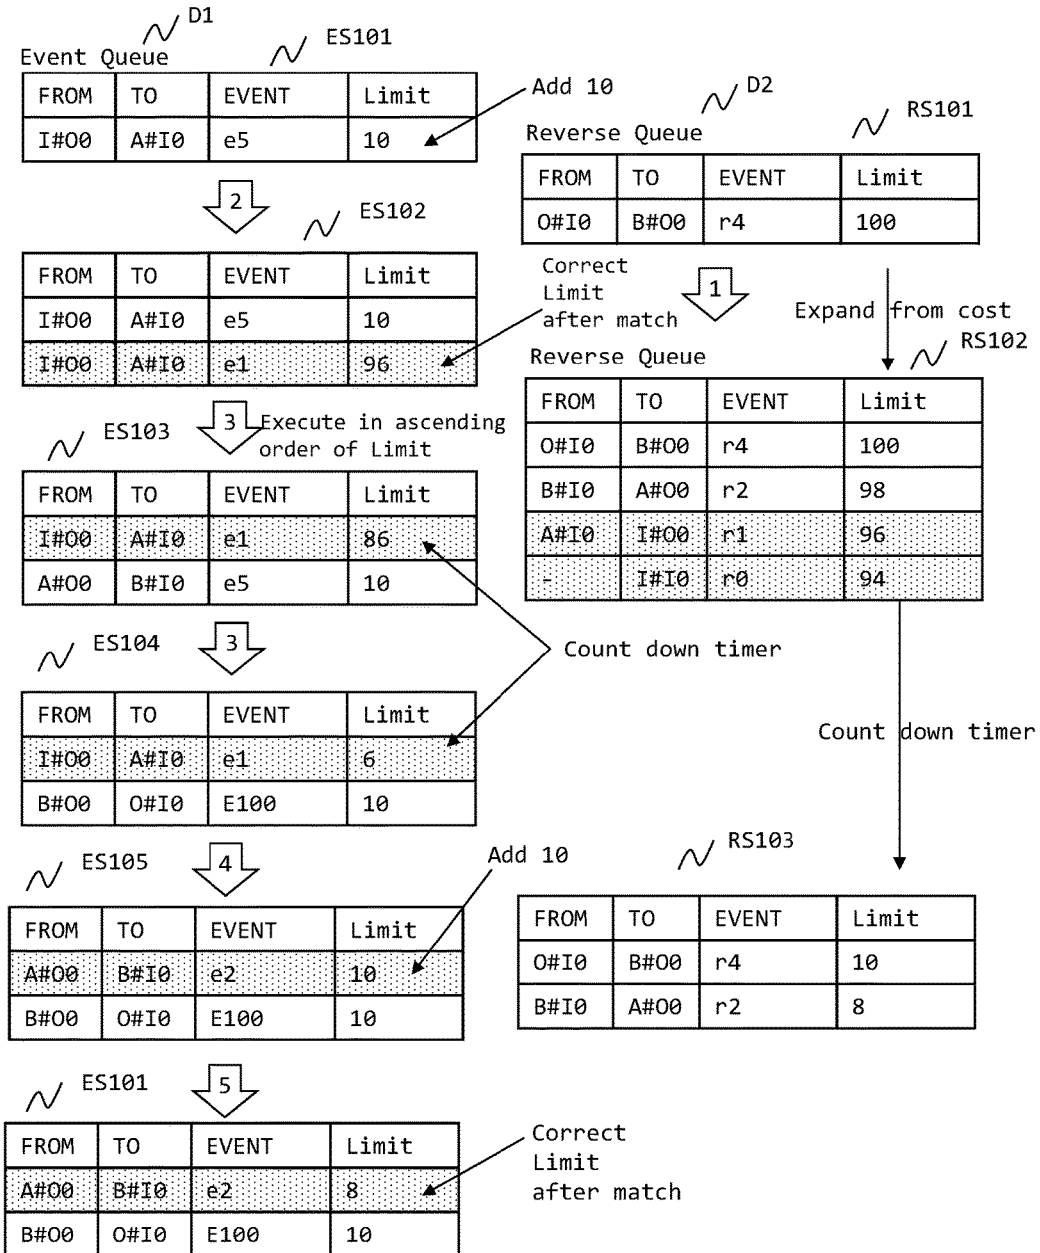 D1
ES101
Event Queue
FROM TO EVENT Limit
I#O0 A#I0 e5 10
Add 10
2
ES102
FROM TO EVENT Limit
I#O0 A#I0 e5 10
I#O0 A#I0 e1 96
Correct
Limit
after match
3
Execute in ascending
order of Limit
ES103
FROM TO EVENT Limit
I#O0 A#I0 e1 86
A#O0 B#I0 e5 10
Count down timer
3
ES104
FROM TO EVENT Limit
I#O0 A#I0 e1 6
B#O0 O#I0 E100 10
4
ES105
Add 10
FROM TO EVENT Limit
A#O0 B#I0 e2 10
B#O0 O#I0 E100 10
5
ES101
FROM TO EVENT Limit
A#O0 B#I0 e2 8
B#O0 O#I0 E100 10
Correct
Limit
after match
D2
RS101
Reverse Queue
FROM TO EVENT Limit
O#I0 B#O0 r4 100
1
Expand from cost
RS102
Reverse Queue
FROM TO EVENT Limit
O#I0 B#O0 r4 100
B#I0 A#O0 r2 98
A#I0 I#O0 r1 96
- I#I0 r0 94
Count down timer
RS103
FROM TO EVENT Limit
O#I0 B#O0 r4 10
B#I0 A#O0 r2 8